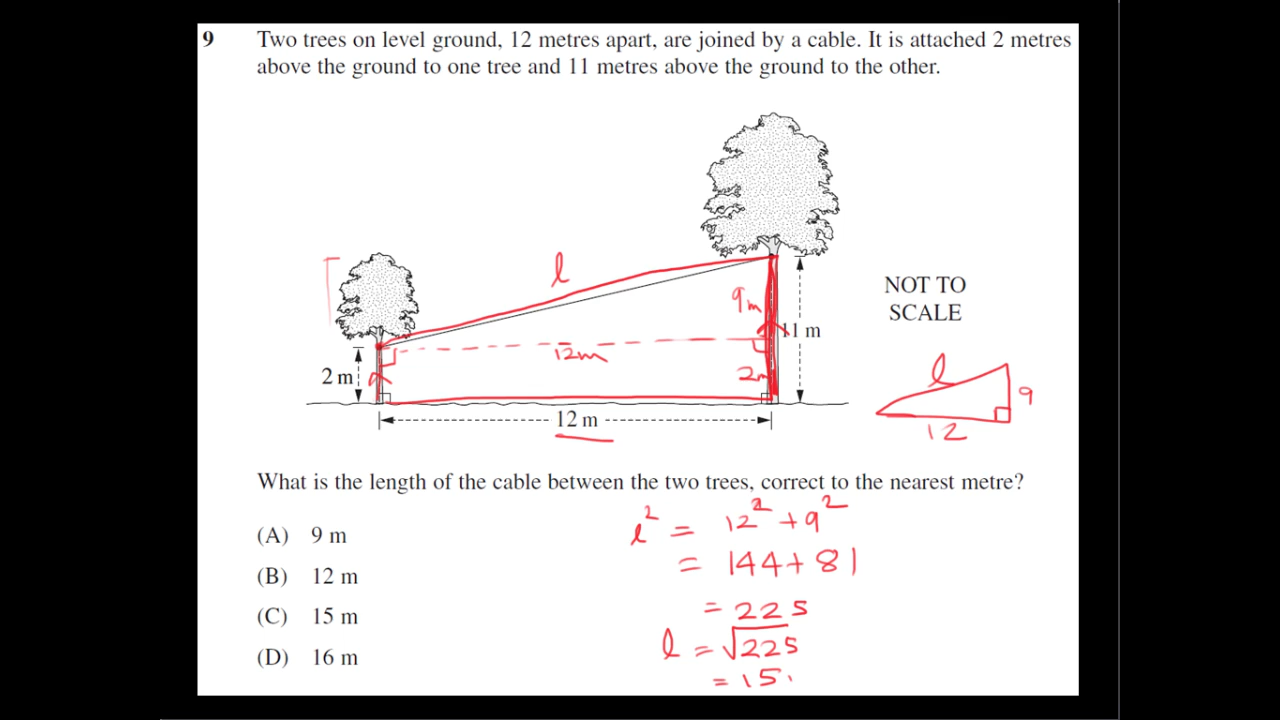 9 Two trees on level ground, 12 metres apart, are joined by a cable. It is attached 2 metres
above the ground to one tree and 11 metres above the ground to the other.
l
9m
11 m
NOT TO
SCALE
12m
2 m
2m
l
9
12
12 m
What is the length of the cable between the two trees, correct to the nearest metre?
(A) 9 m
(B) 12 m
(C) 15 m
(D) 16 m
l² = 12² + 9²
= 144 + 81
= 225
l = √225
= 15.